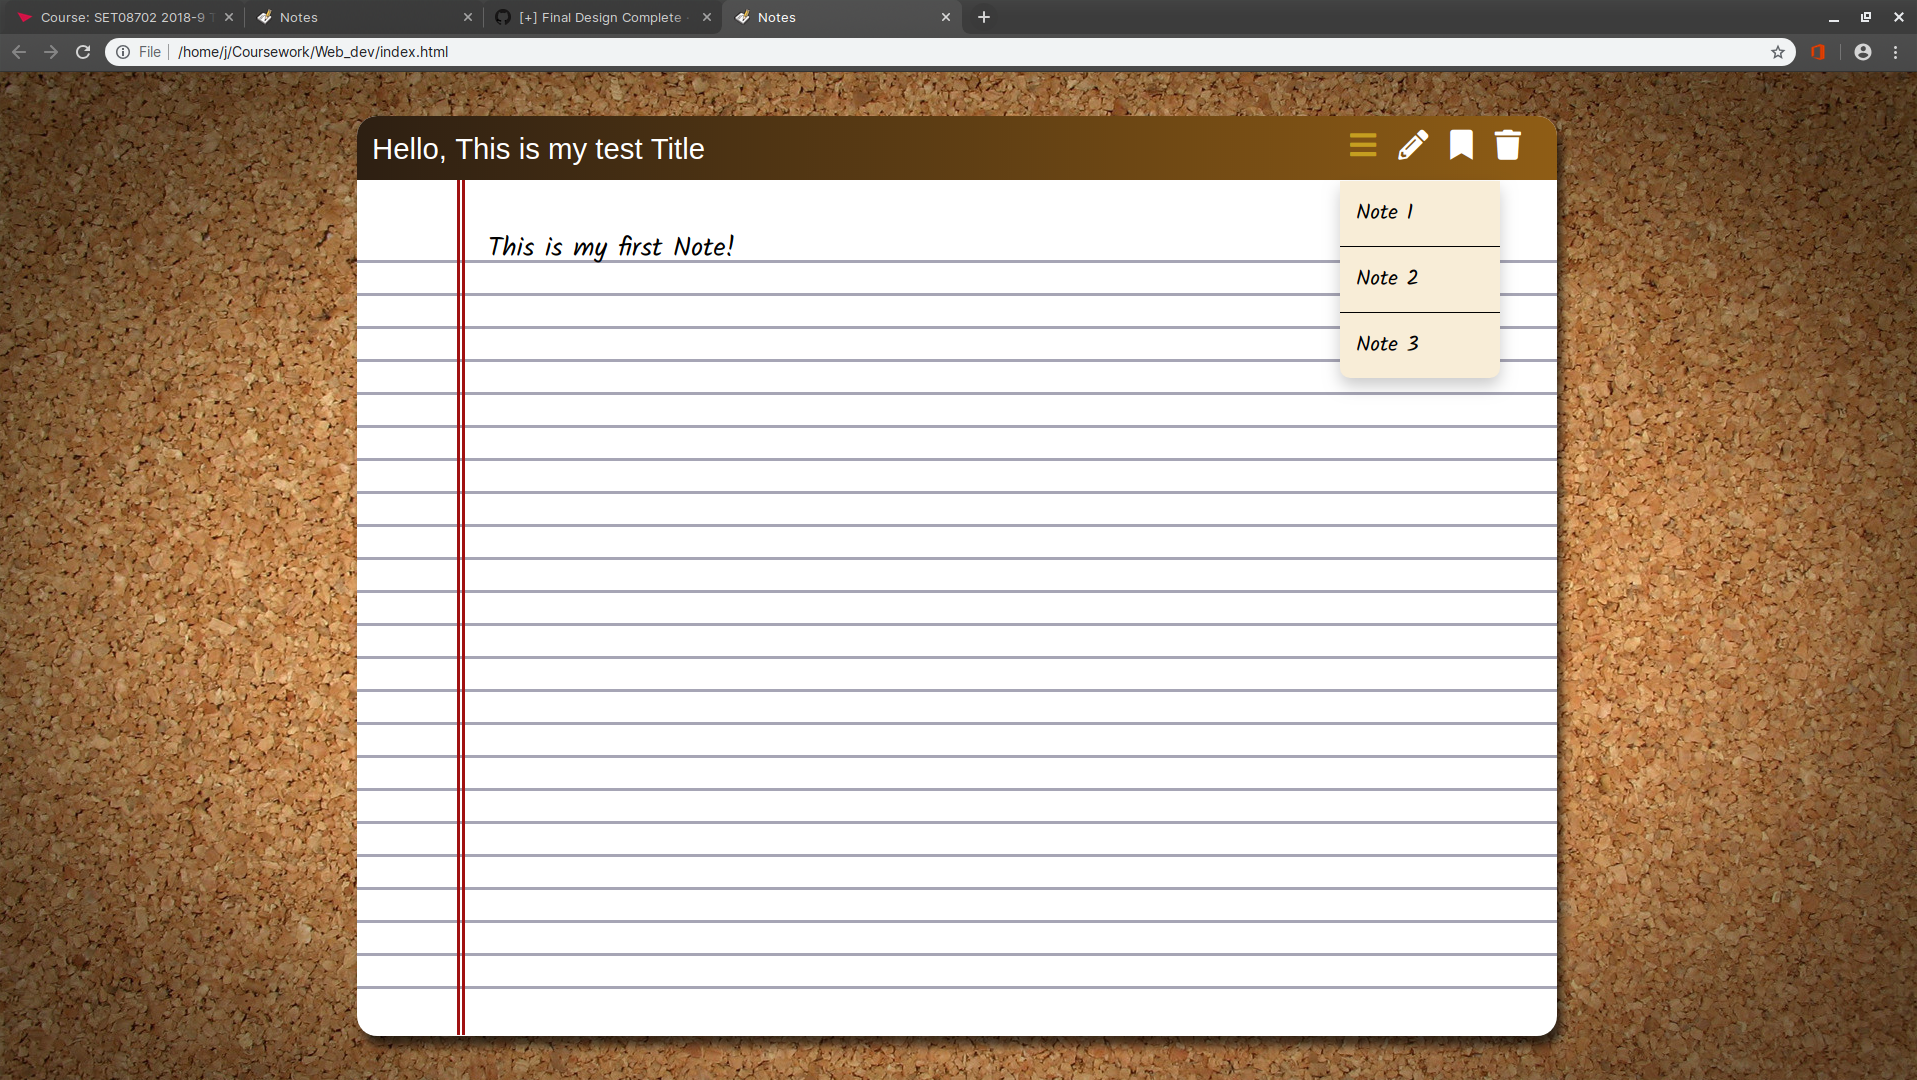 Course: SET08702 2018-9 T
Notes
[+] FInal Design Complete ·
Notes
File
/home/j/Coursework/Web_dev/index.html
Hello, This is my test Title
Note 1
This is my first Note!
Note 2
Note 3